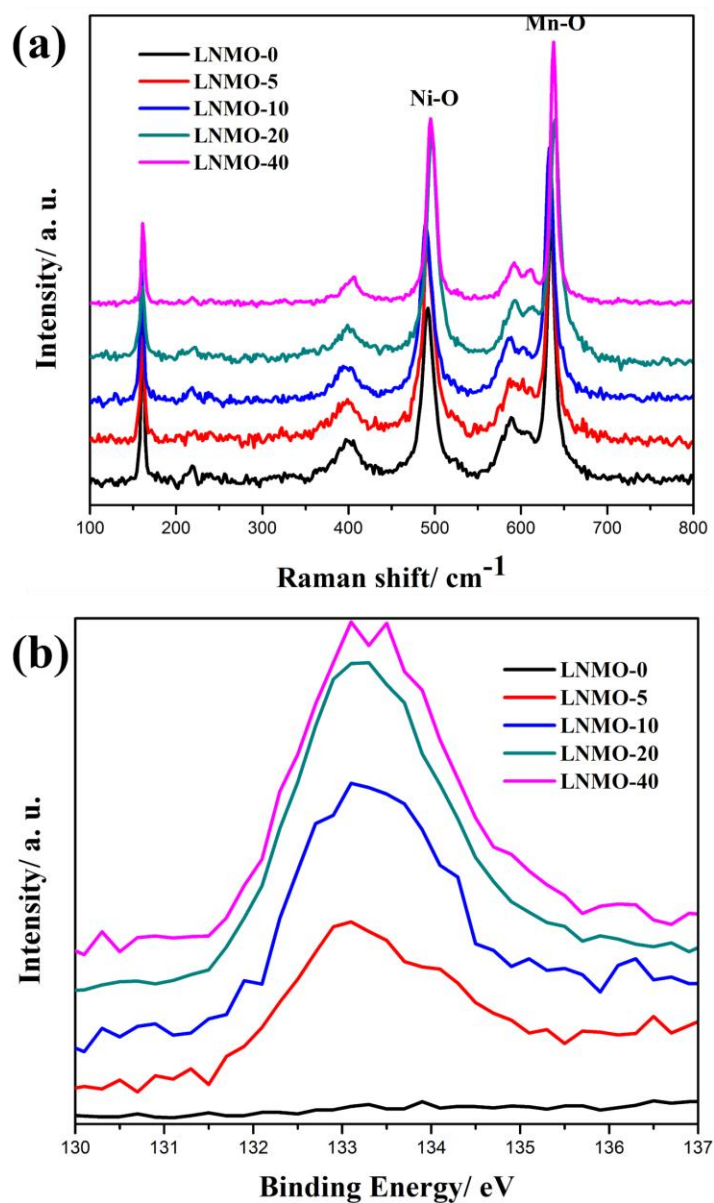 (a)
LNMO-0
LNMO-5
LNMO-10
LNMO-20
LNMO-40
Ni-O
Mn-O
Intensity/ a. u.
100 200 300 400 500 600 700 800
Raman shift/ cm⁻¹
(b)
LNMO-0
LNMO-5
LNMO-10
LNMO-20
LNMO-40
Intensity/ a. u.
130 131 132 133 134 135 136 137
Binding Energy/ eV